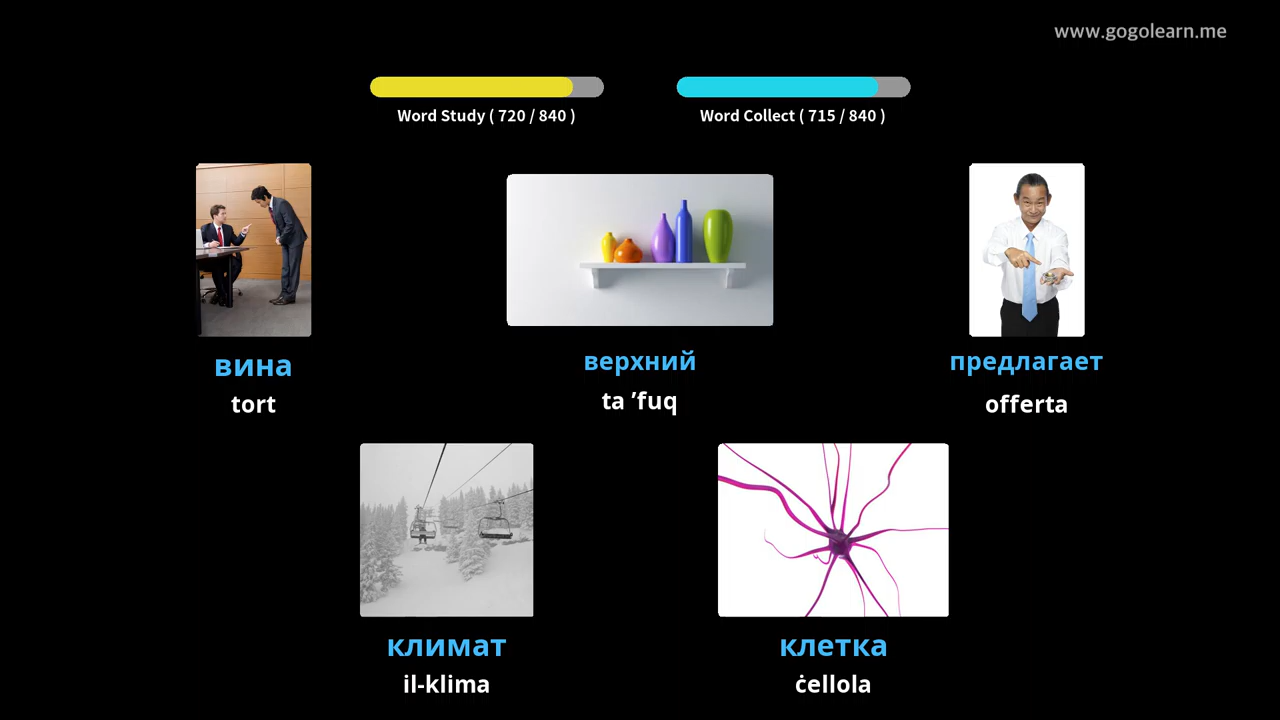 www.gogolearn.me
Word Study ( 720 / 840 )
Word Collect ( 715 / 840 )
вина
tort
верхний
ta ’fuq
предлагает
offerta
климат
il-klima
клетка
ċellola